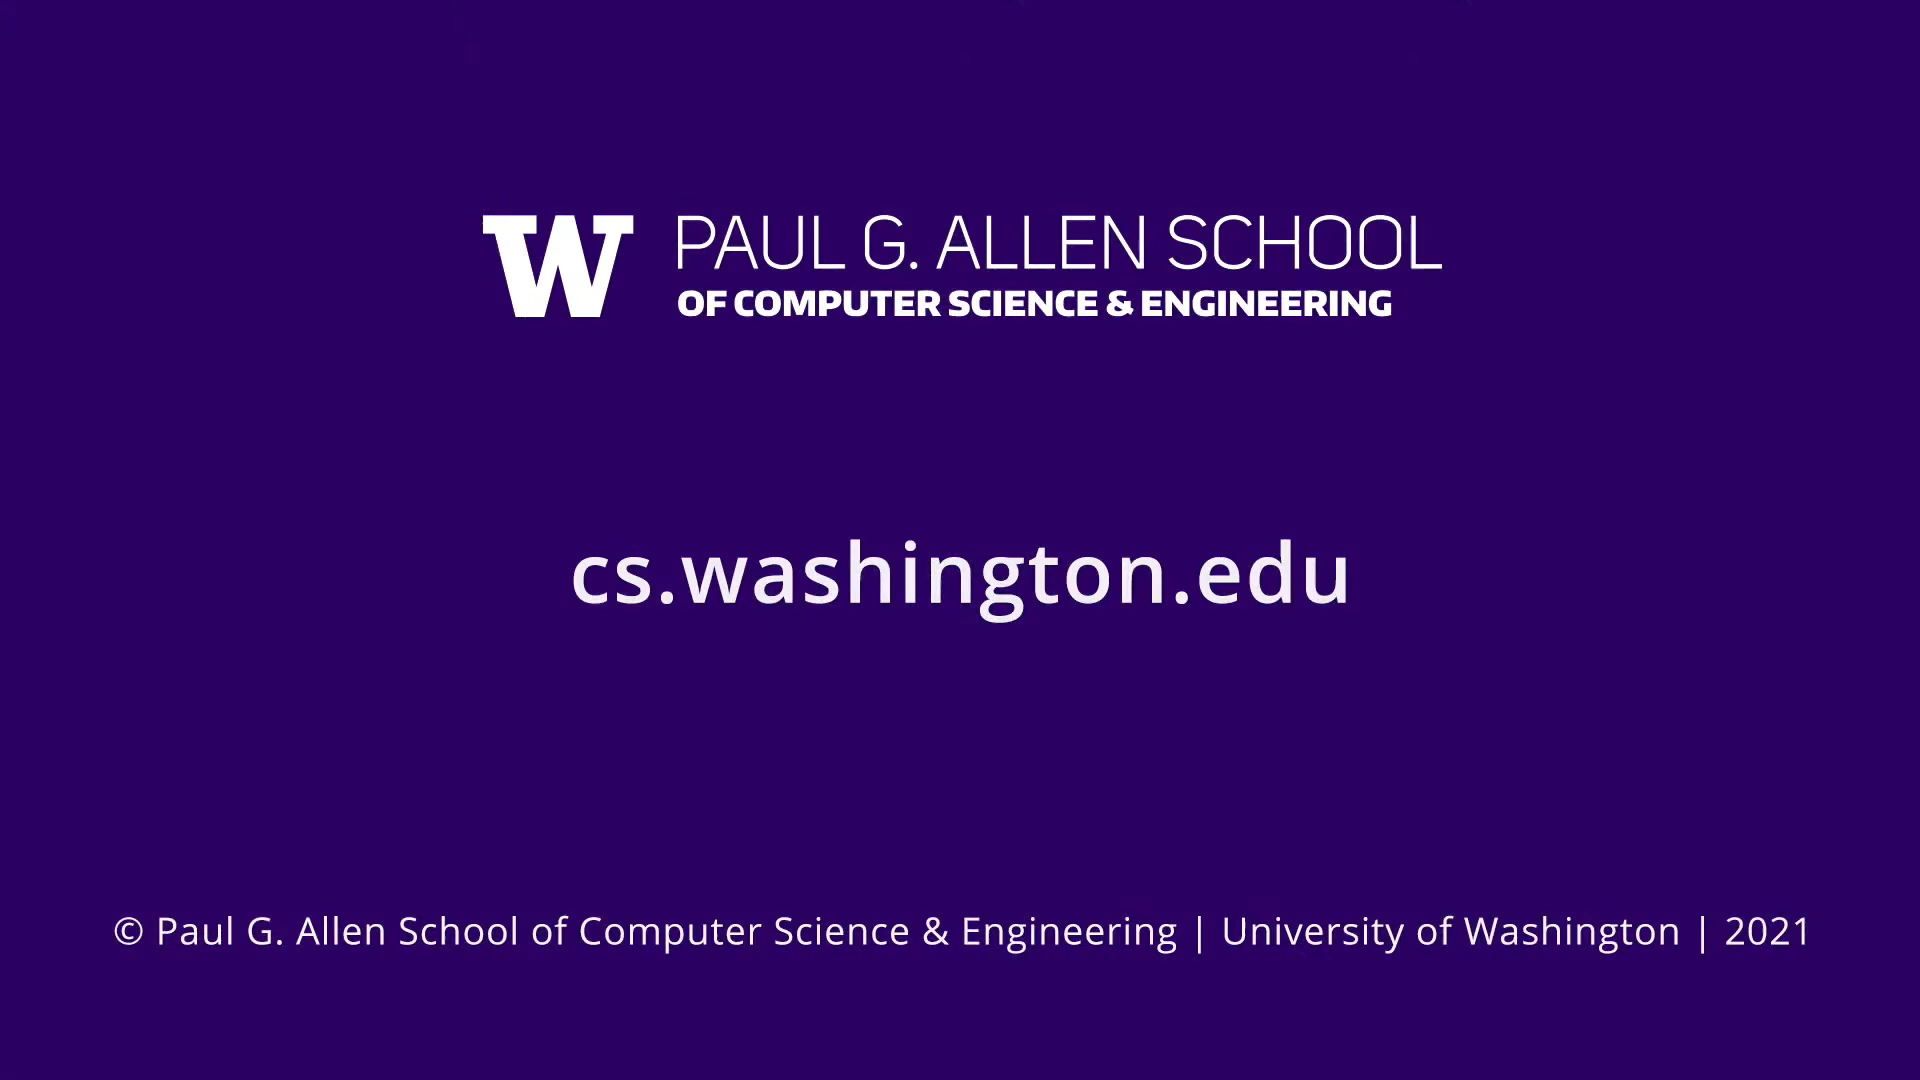 W PAUL G. ALLEN SCHOOL
OF COMPUTER SCIENCE & ENGINEERING
cs.washington.edu
© Paul G. Allen School of Computer Science & Engineering | University of Washington | 2021